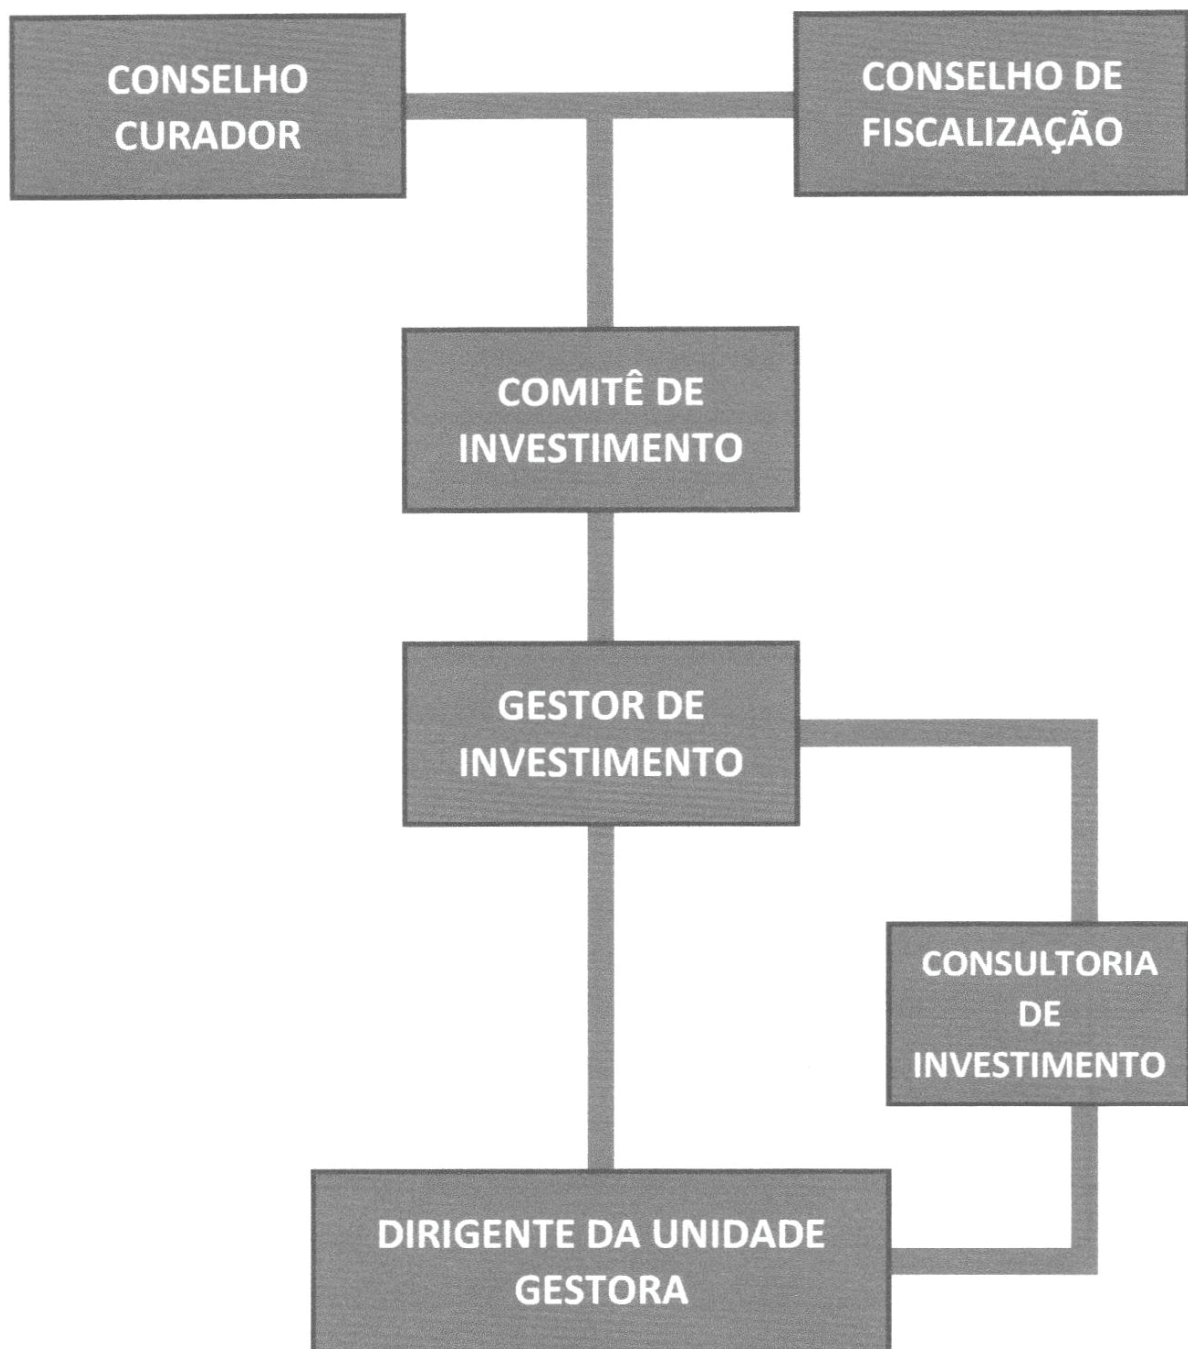 CONSELHO
CURADOR
CONSELHO DE
FISCALIZAÇÃO
COMITÊ DE
INVESTIMENTO
GESTOR DE
INVESTIMENTO
CONSULTORIA
DE
INVESTIMENTO
DIRIGENTE DA UNIDADE
GESTORA